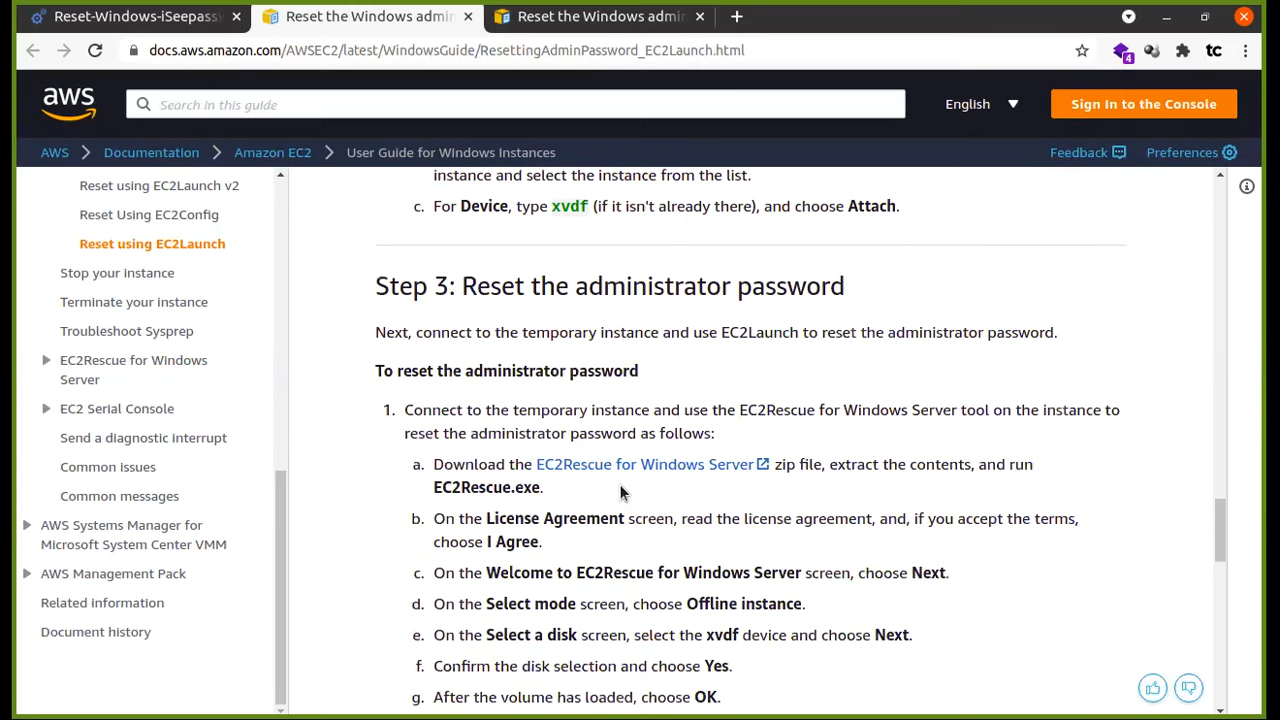 Reset-Windows-iSeepass
Reset the Windows admin
Reset the Windows admin
docs.aws.amazon.com/AWSEC2/latest/WindowsGuide/ResettingAdminPassword_EC2Launch.html
4
tc
aws
Search in this guide
English
Sign In to the Console
AWS
Documentation
Amazon EC2
User Guide for Windows Instances
Feedback
Preferences
Reset using EC2Launch v2
Reset Using EC2Config
Reset using EC2Launch
Stop your instance
Terminate your instance
Troubleshoot Sysprep
EC2Rescue for Windows
Server
EC2 Serial Console
Send a diagnostic interrupt
Common issues
Common messages
AWS Systems Manager for
Microsoft System Center VMM
AWS Management Pack
Related information
Document history
instance and select the instance from the list.
c. For Device, type xvdf (if it isn't already there), and choose Attach.
Step 3: Reset the administrator password
Next, connect to the temporary instance and use EC2Launch to reset the administrator password.
To reset the administrator password
1. Connect to the temporary instance and use the EC2Rescue for Windows Server tool on the instance to
reset the administrator password as follows:
a. Download the EC2Rescue for Windows Server zip file, extract the contents, and run
EC2Rescue.exe.
b. On the License Agreement screen, read the license agreement, and, if you accept the terms,
choose I Agree.
c. On the Welcome to EC2Rescue for Windows Server screen, choose Next.
d. On the Select mode screen, choose Offline instance.
e. On the Select a disk screen, select the xvdf device and choose Next.
f. Confirm the disk selection and choose Yes.
g. After the volume has loaded, choose OK.